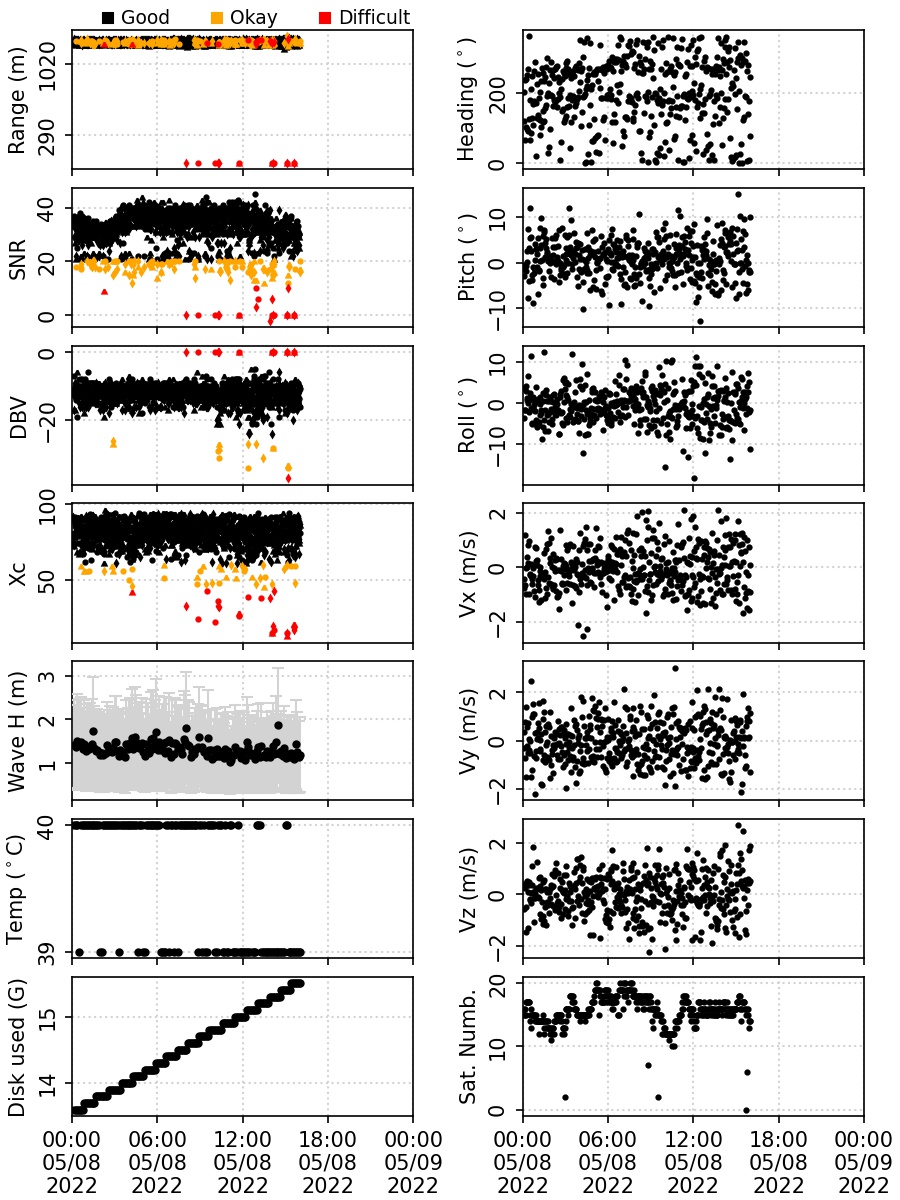 Good Okay Difficult
Range (m)
1020
290
Heading (°)
200
0
SNR
40
20
0
Pitch (°)
10
0
−10
DBV
0
−20
Roll (°)
10
0
−10
Xc
100
50
Vx (m/s)
2
0
−2
Wave H (m)
3
2
1
Vy (m/s)
2
0
−2
Temp (°C)
40
39
Vz (m/s)
2
0
−2
Disk used (G)
15
14
Sat. Numb.
20
10
0
00:00 06:00 12:00 18:00 00:00 00:00 06:00 12:00 18:00 00:00
05/08 05/08 05/08 05/08 05/09 05/08 05/08 05/08 05/08 05/09
2022 2022 2022 2022 2022 2022 2022 2022 2022 2022